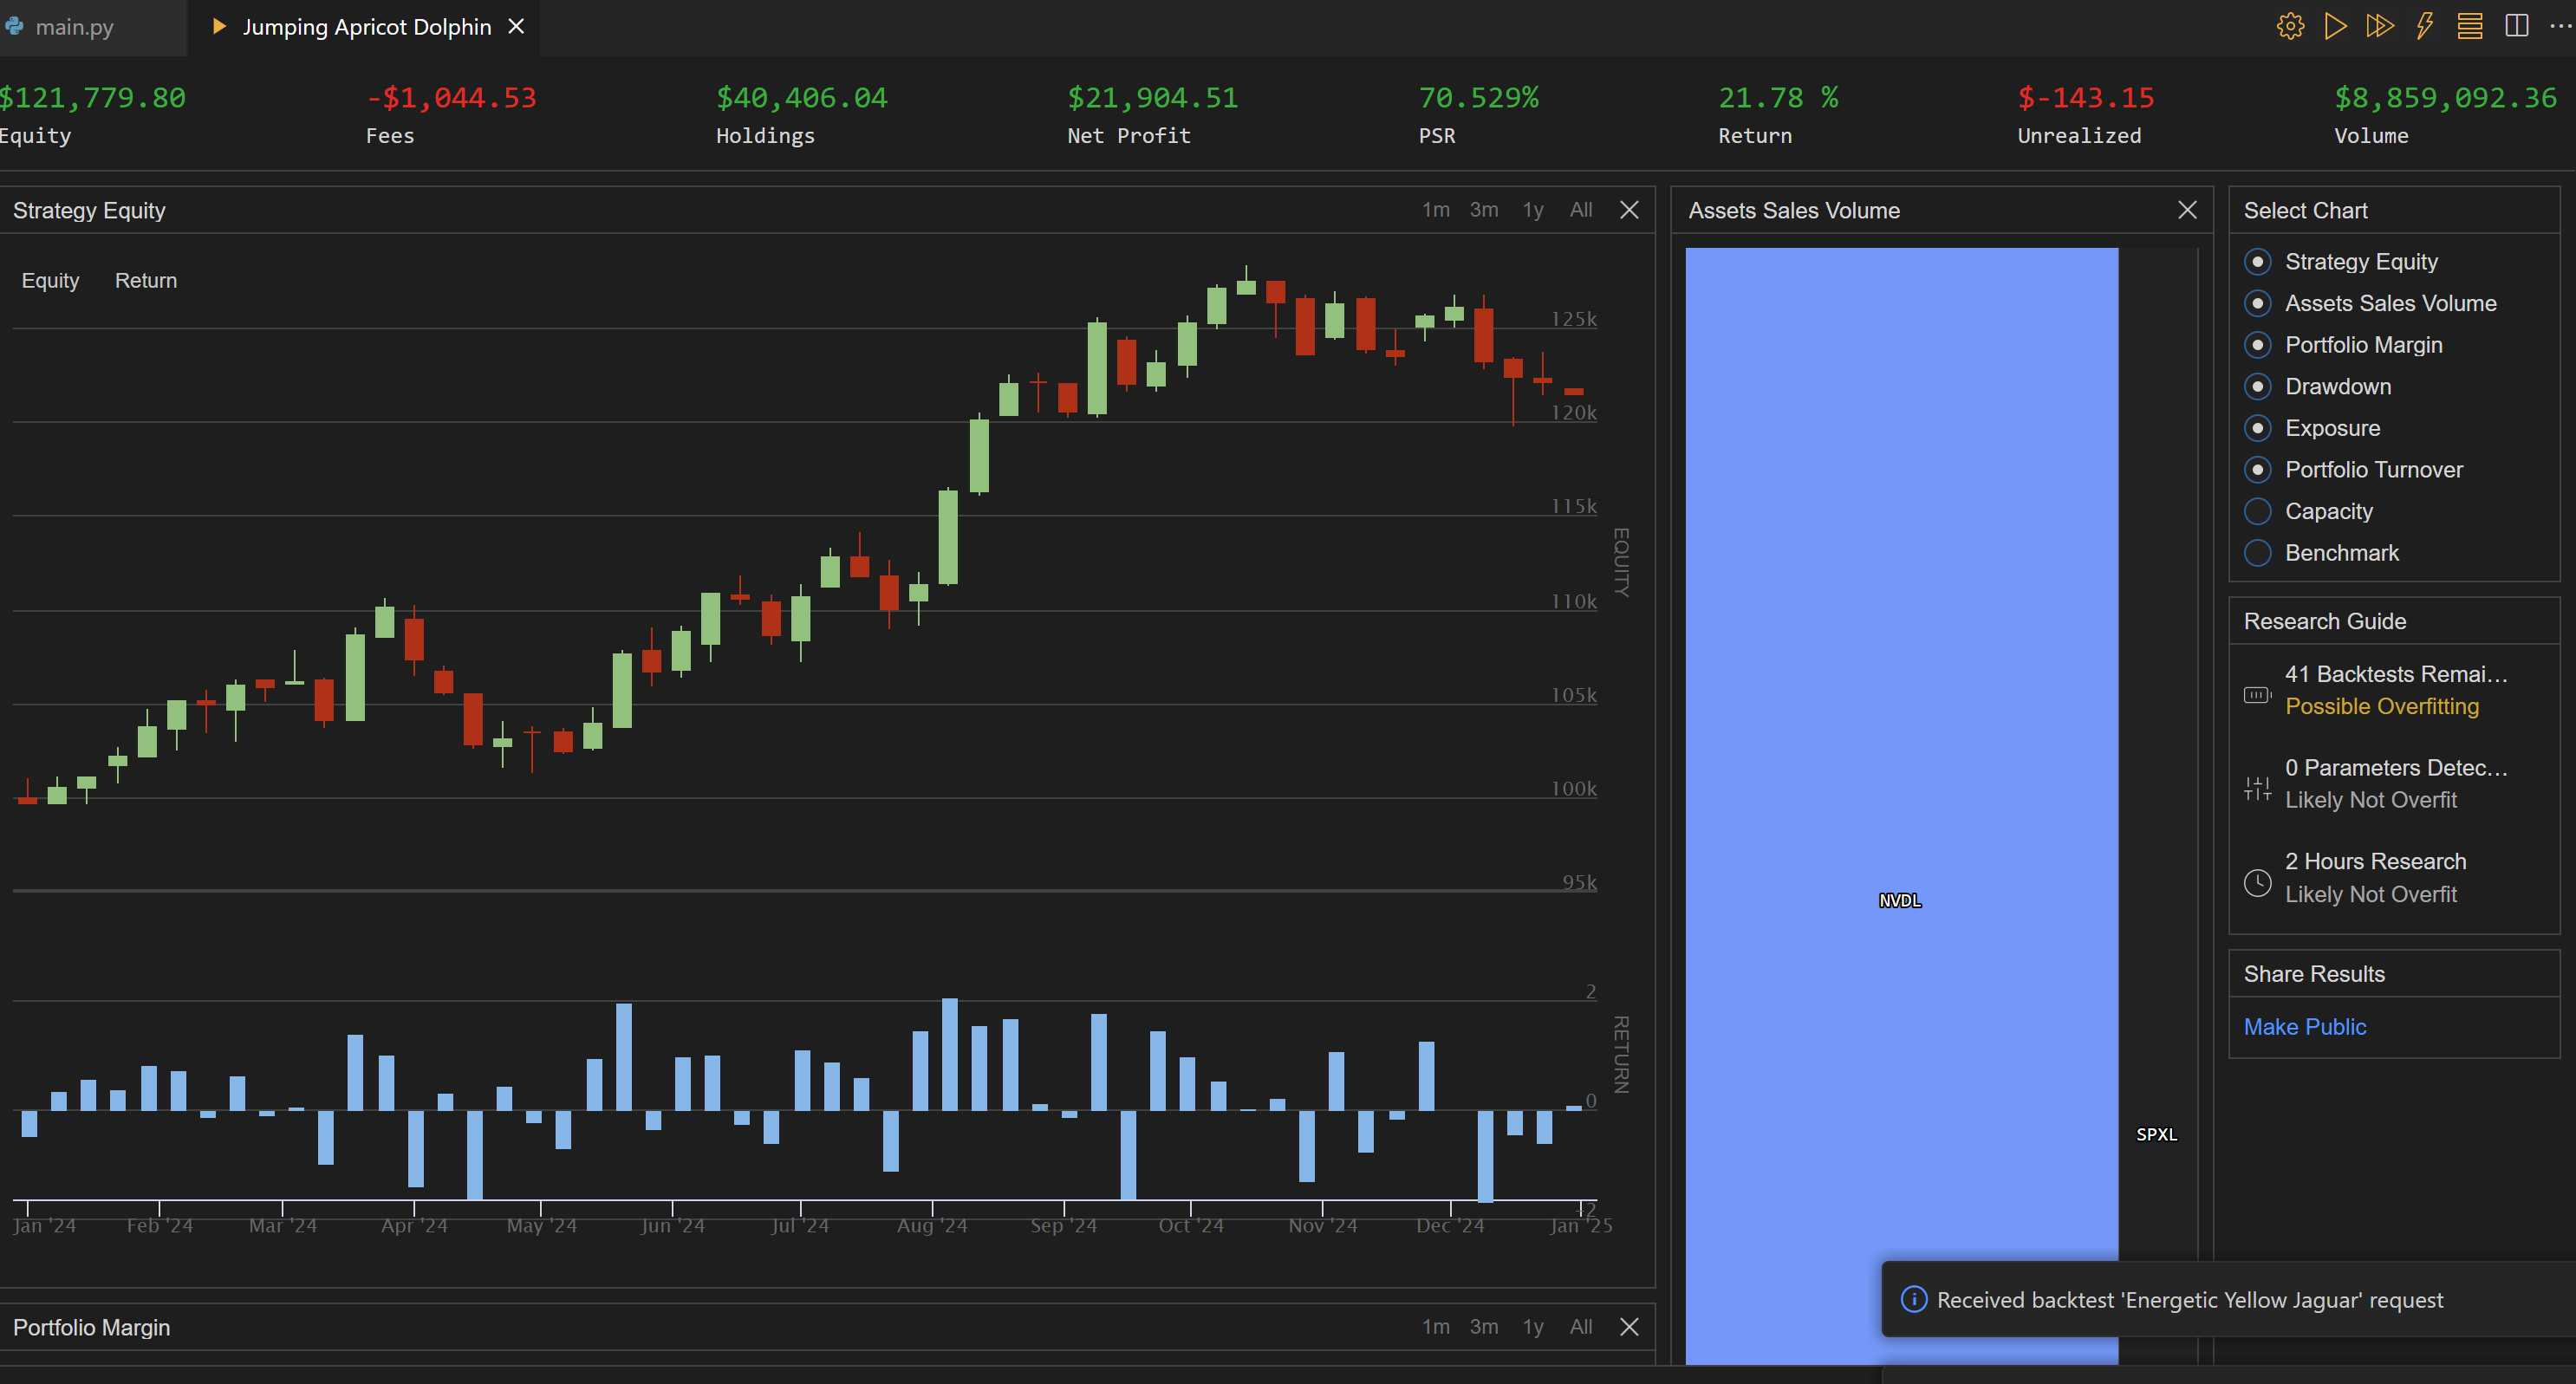 main.py
Jumping Apricot Dolphin
$121,779.80
Equity
-$1,044.53
Fees
$40,406.04
Holdings
$21,904.51
Net Profit
70.529%
PSR
21.78 %
Return
$-143.15
Unrealized
$8,859,092.36
Volume
Strategy Equity
1m 3m 1y All
Equity Return
125k
120k
115k
110k
105k
100k
95k
EQUITY
2
0
-2
RETURN
Jan '24 Feb '24 Mar '24 Apr '24 May '24 Jun '24 Jul '24 Aug '24 Sep '24 Oct '24 Nov '24 Dec '24 Jan '25
Portfolio Margin
1m 3m 1y All
Assets Sales Volume
NVDL
SPXL
Select Chart
Strategy Equity
Assets Sales Volume
Portfolio Margin
Drawdown
Exposure
Portfolio Turnover
Capacity
Benchmark
Research Guide
41 Backtests Remai...
Possible Overfitting
0 Parameters Detec...
Likely Not Overfit
2 Hours Research
Likely Not Overfit
Share Results
Make Public
Received backtest 'Energetic Yellow Jaguar' request